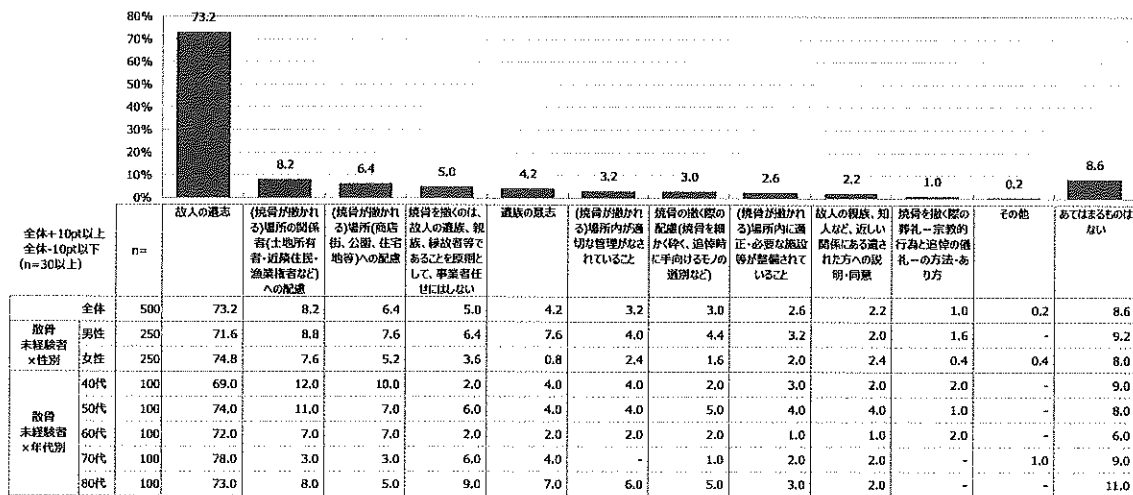 80%
70%
60%
50%
40%
30%
20%
10%
0%
73.2
8.2
6.4
5.0
4.2
3.2
3.0
2.6
2.2
1.0
0.2
8.6
全体+10pt以上
全体-10pt以下
(n=30以上)
n=
故人の遺志
(焼骨が撒かれ
る)場所の関係
者(土地所有
者・近隣住民・
漁業権者など)
への配慮
(焼骨が撒かれ
る)場所(商店
街、公園、住宅
地等)への配慮
焼骨を撒くのは、
故人の遺族、親
族、縁故者等で
あることを原則と
して、事業者任
せにはしない
遺族の意志
(焼骨が撒かれ
る)場所内が適
切な管理がなさ
れていること
焼骨の撒く際の
配慮(焼骨を細
かく砕く、追悼時
に手向けるモノの
選別など)
(焼骨が撒かれ
る)場所内に適
正・必要な施設
等が整備されて
いること
故人の親族、知
人など、近しい
関係にある遺さ
れた方への説
明・同意
焼骨を撒く際の
葬礼－宗教的
行為と追悼の儀
礼－の方法・あ
り方
その他
あてはまるものは
ない
全体 500 73.2 8.2 6.4 5.0 4.2 3.2 3.0 2.6 2.2 1.0 0.2 8.6
散骨
未経験者
×性別
男性 250 71.6 8.8 7.6 6.4 7.6 4.0 4.4 3.2 2.0 1.6 - 9.2
女性 250 74.8 7.6 5.2 3.6 0.8 2.4 1.6 2.0 2.4 0.4 0.4 8.0
散骨
未経験者
×年代別
40代 100 69.0 12.0 10.0 2.0 4.0 4.0 2.0 3.0 2.0 2.0 - 9.0
50代 100 74.0 11.0 7.0 6.0 4.0 4.0 5.0 4.0 4.0 1.0 - 8.0
60代 100 72.0 7.0 7.0 2.0 2.0 2.0 2.0 1.0 1.0 2.0 - 6.0
70代 100 78.0 3.0 3.0 6.0 4.0 - 1.0 2.0 2.0 - 1.0 9.0
80代 100 73.0 8.0 5.0 9.0 7.0 6.0 5.0 3.0 2.0 - - 11.0